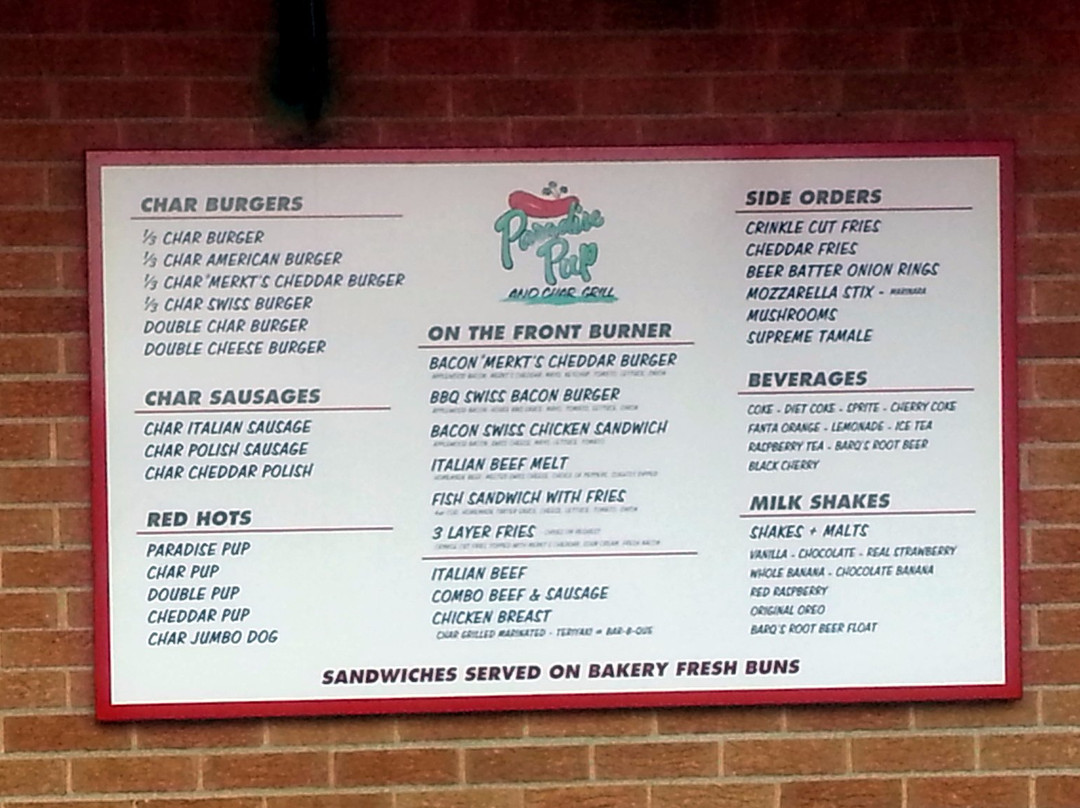 CHAR BURGERS
⅓ CHAR BURGER
⅓ CHAR AMERICAN BURGER
⅓ CHAR "MERKT'S CHEDDAR BURGER
⅓ CHAR SWISS BURGER
DOUBLE CHAR BURGER
DOUBLE CHEESE BURGER
CHAR SAUSAGES
CHAR ITALIAN SAUSAGE
CHAR POLISH SAUSAGE
CHAR CHEDDAR POLISH
RED HOTS
PARADISE PUP
CHAR PUP
DOUBLE PUP
CHEDDAR PUP
CHAR JUMBO DOG
Paradise
Pup
AND CHAR GRILL
ON THE FRONT BURNER
BACON "MERKT'S CHEDDAR BURGER
BBQ SWISS BACON BURGER
BACON SWISS CHICKEN SANDWICH
ITALIAN BEEF MELT
FISH SANDWICH WITH FRIES
3 LAYER FRIES
ITALIAN BEEF
COMBO BEEF & SAUSAGE
CHICKEN BREAST
CHAR GRILLED MARINATED - TERIYAKI - BAR-B-QUE
SIDE ORDERS
CRINKLE CUT FRIES
CHEDDAR FRIES
BEER BATTER ONION RINGS
MOZZARELLA STIX - MARINARA
MUSHROOMS
SUPREME TAMALE
BEVERAGES
COKE - DIET COKE - SPRITE - CHERRY COKE
FANTA ORANGE - LEMONADE - ICE TEA
RASPBERRY TEA - BARQ'S ROOT BEER
BLACK CHERRY
MILK SHAKES
SHAKES + MALTS
VANILLA - CHOCOLATE - REAL STRAWBERRY
WHOLE BANANA - CHOCOLATE BANANA
RED RASPBERRY
ORIGINAL OREO
BARQ'S ROOT BEER FLOAT
SANDWICHES SERVED ON BAKERY FRESH BUNS